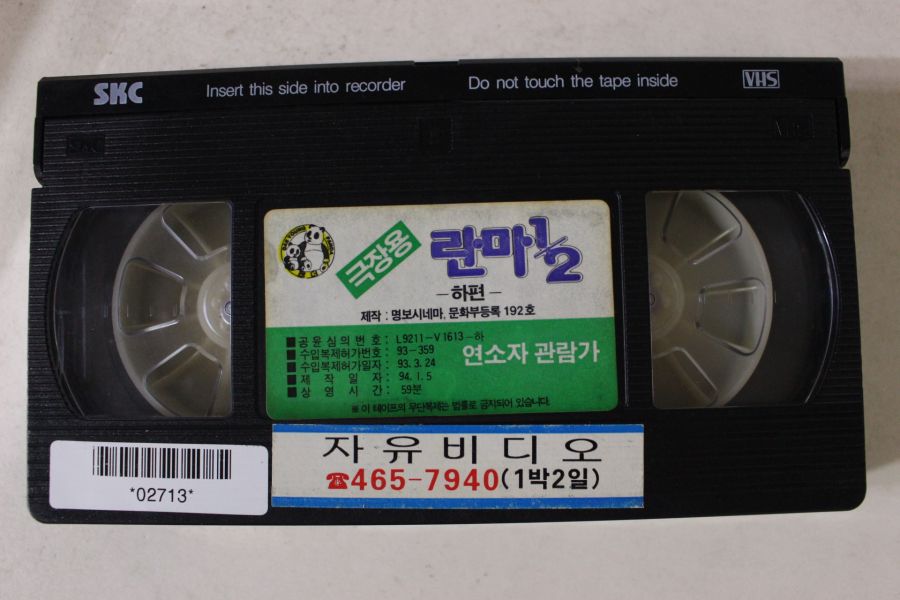 SKC Insert this side into recorder Do not touch the tape inside VHS
극장용
란마1/2
-하편-
제작 : 명보시네마, 문화부등록 192호
■공윤심의번호 : L9211-V1613-하
■수입복제허가번호 : 93-359
■수입복제허가일자 : 93.3.24
■제작일자 : 94.1.5
■상영시간 : 59분
연소자 관람가
※ 이 테이프의 무단복제는 법률로 금지되어 있습니다.
자유비디오
☎465-7940(1박2일)
*02713*